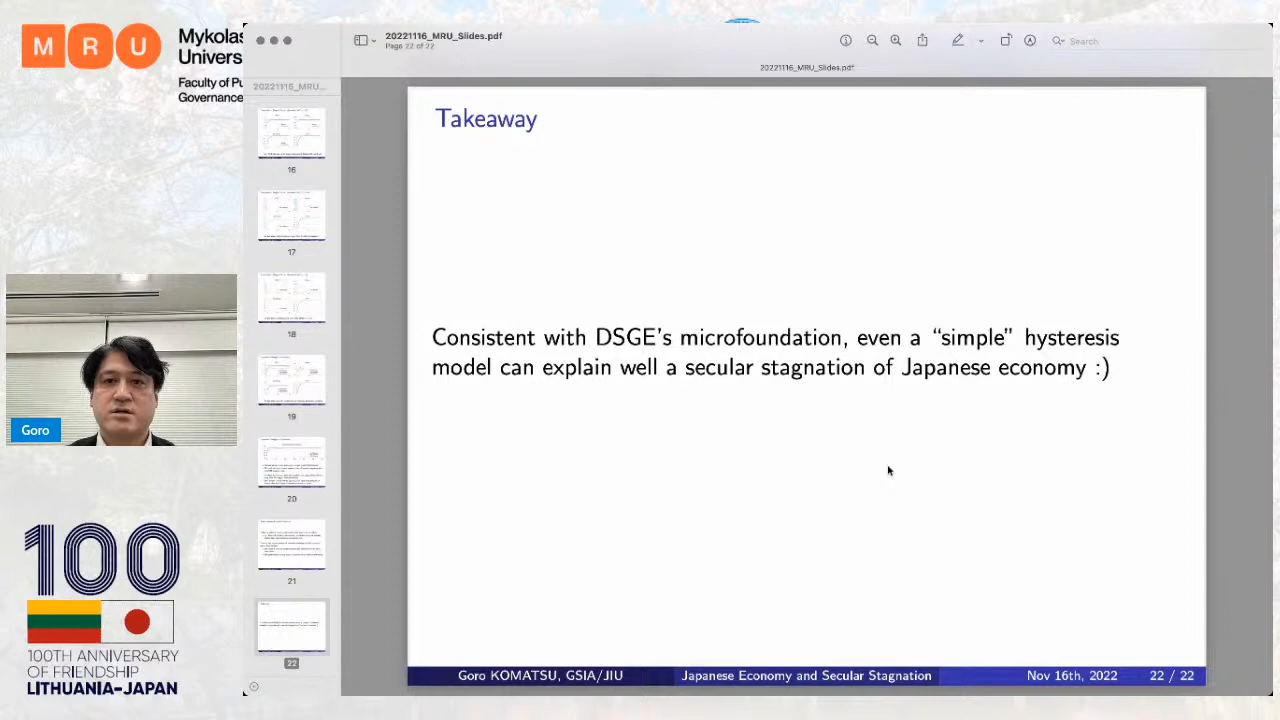 MRU
Mykolas
Univers
Faculty of Pu
Governance
20221116_MRU_Slides.pdf
Page 22 of 22
Search
20221116_MRU_Slides.pdf
20221116_MRU...
16
17
18
19
20
21
22
Takeaway
Consistent with DSGE's microfoundation, even a “simple” hysteresis
model can explain well a secular stagnation of Japanese economy :)
Goro KOMATSU, GSIA/JIU
Japanese Economy and Secular Stagnation
Nov 16th, 2022
22 / 22
Goro
100
100TH ANNIVERSARY
OF FRIENDSHIP
LITHUANIA–JAPAN